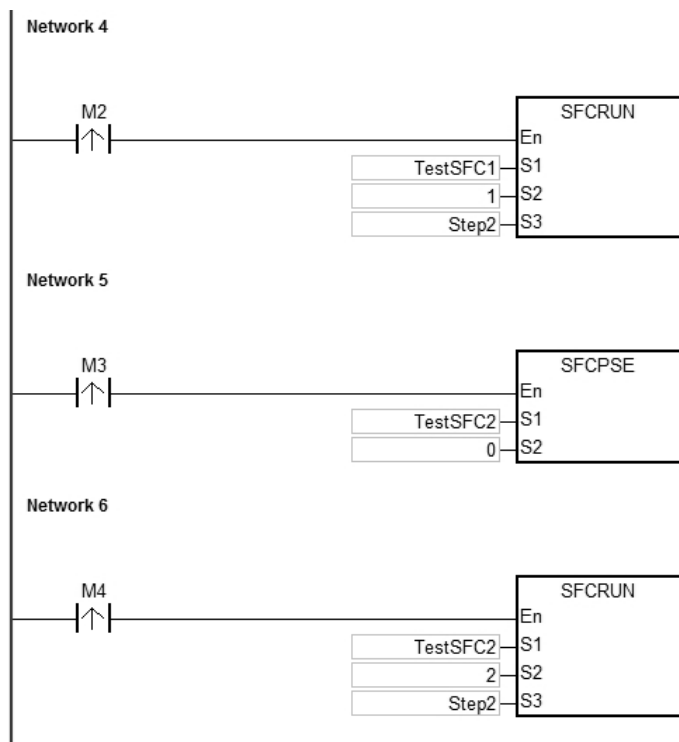 Network 4
M2
SFCRUN
En
TestSFC1 S1
1 S2
Step2 S3
Network 5
M3
SFCPSE
En
TestSFC2 S1
0 S2
Network 6
M4
SFCRUN
En
TestSFC2 S1
2 S2
Step2 S3